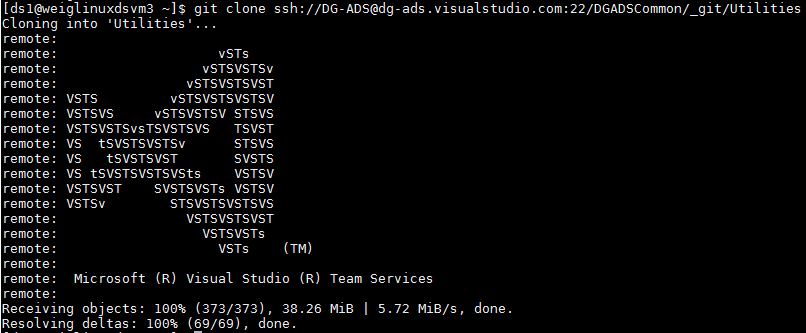 [ds1@weiglinuxdsvm3 ~]$ git clone ssh://DG-ADS@dg-ads.visualstudio.com:22/DGADSCommon/_git/Utilities
Cloning into 'Utilities'...
remote:
remote:                    vSTs
remote:                  vSTSVSTSv
remote:                vSTSVSTSVST
remote: VSTS         vSTSVSTSVSTSV
remote: VSTSVS     vSTSVSTSV STSVS
remote: VSTSVSTSvsTSVSTSVS   TSVST
remote: VS  tSVSTSVSTSv      STSVS
remote: VS   tSVSTSVST       SVSTS
remote: VS tSVSTSVSTSVSts    VSTSV
remote: VSTSVST    SVSTSVSTs VSTSV
remote: VSTSv        STSVSTSVSTSVS
remote:                VSTSVSTSVST
remote:                  VSTSVSTs
remote:                    VSTs    (TM)
remote:
remote:  Microsoft (R) Visual Studio (R) Team Services
remote:
Receiving objects: 100% (373/373), 38.26 MiB | 5.72 MiB/s, done.
Resolving deltas: 100% (69/69), done.